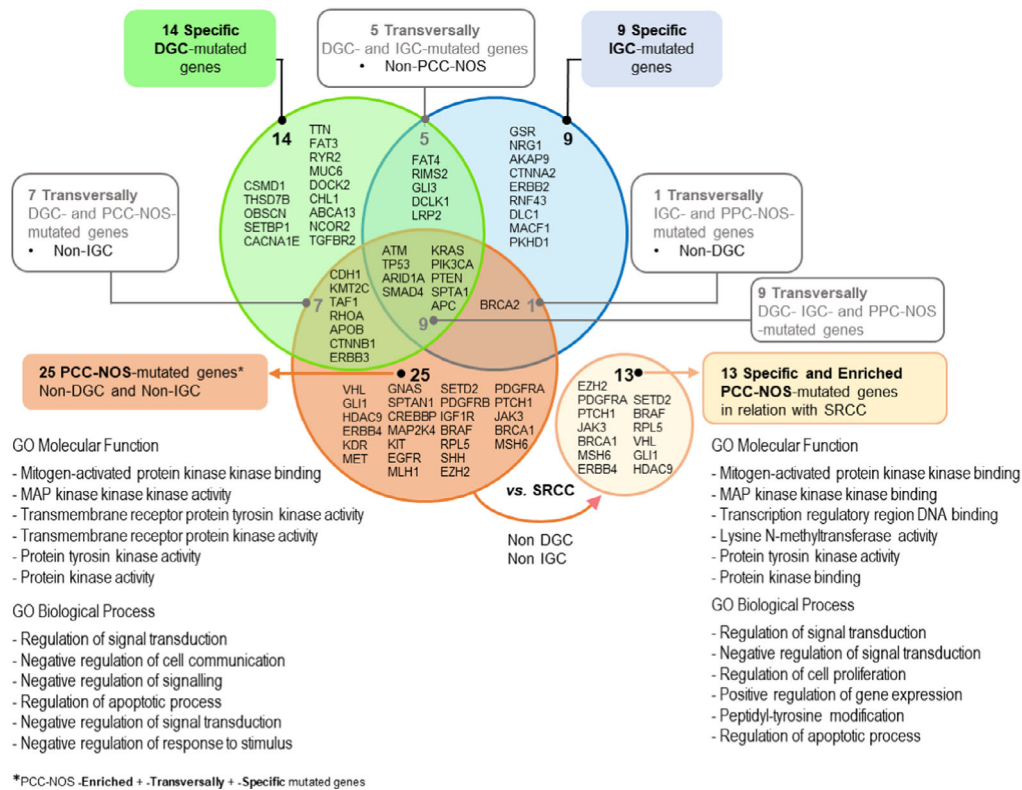 14 Specific
DGC-mutated
genes
5 Transversally
DGC- and IGC-mutated genes
• Non-PCC-NOS
9 Specific
IGC-mutated
genes
14
5
9
TTN
FAT3
RYR2
MUC6
DOCK2
CHL1
ABCA13
NCOR2
TGFBR2
CSMD1
THSD7B
OBSCN
SETBP1
CACNA1E
FAT4
RIMS2
GLI3
DCLK1
LRP2
GSR
NRG1
AKAP9
CTNNA2
ERBB2
RNF43
DLC1
MACF1
PKHD1
7 Transversally
DGC- and PCC-NOS-
mutated genes
• Non-IGC
1 Transversally
IGC- and PPC-NOS-
mutated genes
• Non-DGC
ATM
TP53
ARID1A
SMAD4
KRAS
PIK3CA
PTEN
SPTA1
APC
9
CDH1
KMT2C
TAF1
RHOA
APOB
CTNNB1
ERBB3
7
BRCA2
1
9 Transversally
DGC- IGC- and PPC-NOS
-mutated genes
25 PCC-NOS-mutated genes*
Non-DGC and Non-IGC
25
VHL
GLI1
HDAC9
ERBB4
KDR
MET
GNAS
SPTAN1
CREBBP
MAP2K4
KIT
EGFR
MLH1
SETD2
PDGFRB
IGF1R
BRAF
RPL5
SHH
EZH2
PDGFRA
PTCH1
JAK3
BRCA1
MSH6
13
EZH2
PDGFRA
PTCH1
JAK3
BRCA1
MSH6
ERBB4
SETD2
BRAF
RPL5
VHL
GLI1
HDAC9
13 Specific and Enriched
PCC-NOS-mutated genes
in relation with SRCC
vs. SRCC
Non DGC
Non IGC
GO Molecular Function
- Mitogen-activated protein kinase kinase binding
- MAP kinase kinase kinase activity
- Transmembrane receptor protein tyrosin kinase activity
- Transmembrane receptor protein kinase activity
- Protein tyrosin kinase activity
- Protein kinase activity
GO Biological Process
- Regulation of signal transduction
- Negative regulation of cell communication
- Negative regulation of signalling
- Regulation of apoptotic process
- Negative regulation of signal transduction
- Negative regulation of response to stimulus
GO Molecular Function
- Mitogen-activated protein kinase kinase binding
- MAP kinase kinase kinase binding
- Transcription regulatory region DNA binding
- Lysine N-methyltransferase activity
- Protein tyrosin kinase activity
- Protein kinase binding
GO Biological Process
- Regulation of signal transduction
- Negative regulation of signal transduction
- Regulation of cell proliferation
- Positive regulation of gene expression
- Peptidyl-tyrosine modification
- Regulation of apoptotic process
*PCC-NOS -Enriched + -Transversally + -Specific mutated genes